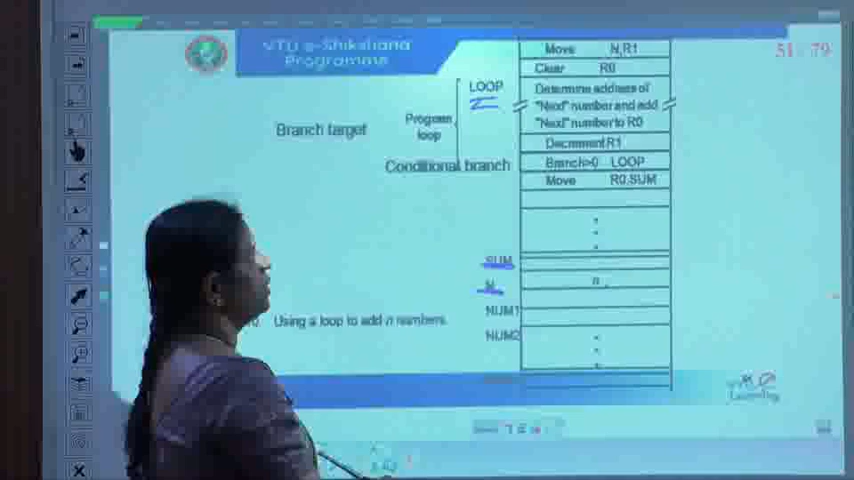 VTU e-Shikshana
Programme
51 - 79
Move N,R1
Clear R0
LOOP
Determine address of
"Next" number and add
"Next" number to R0
Program
loop
Branch target
Decrement R1
Conditional branch
Branch>0 LOOP
Move R0,SUM
SUM
N
n
NUM1
Using a loop to add n numbers.
NUM2
Learning